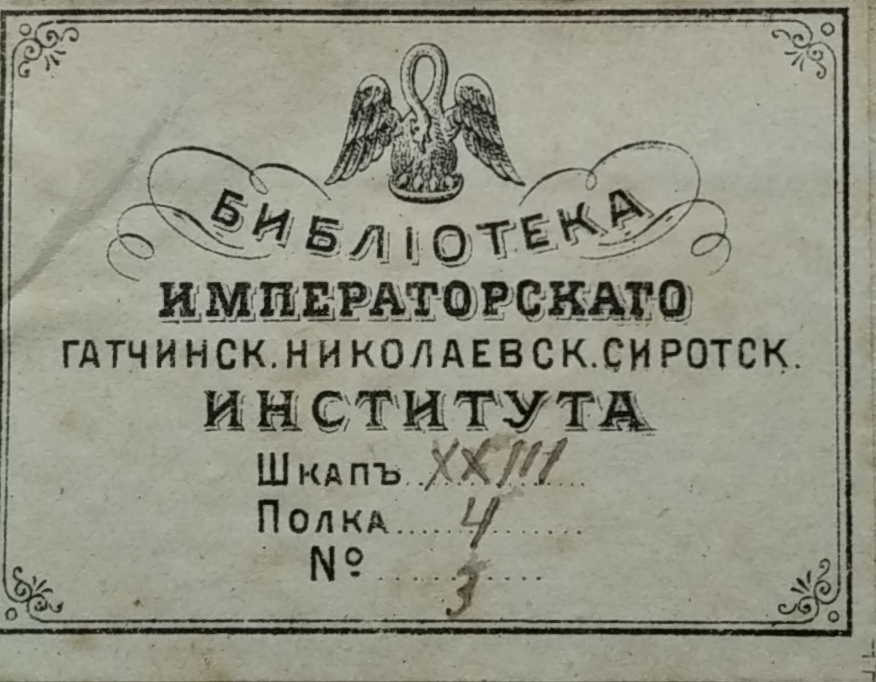 БИБЛІОТЕКА
ИМПЕРАТОРСКАГО
ГАТЧИНСК. НИКОЛАЕВСК. СИРОТСК.
ИНСТИТУТА
Шкапъ XXIII
Полка 4
№ 3